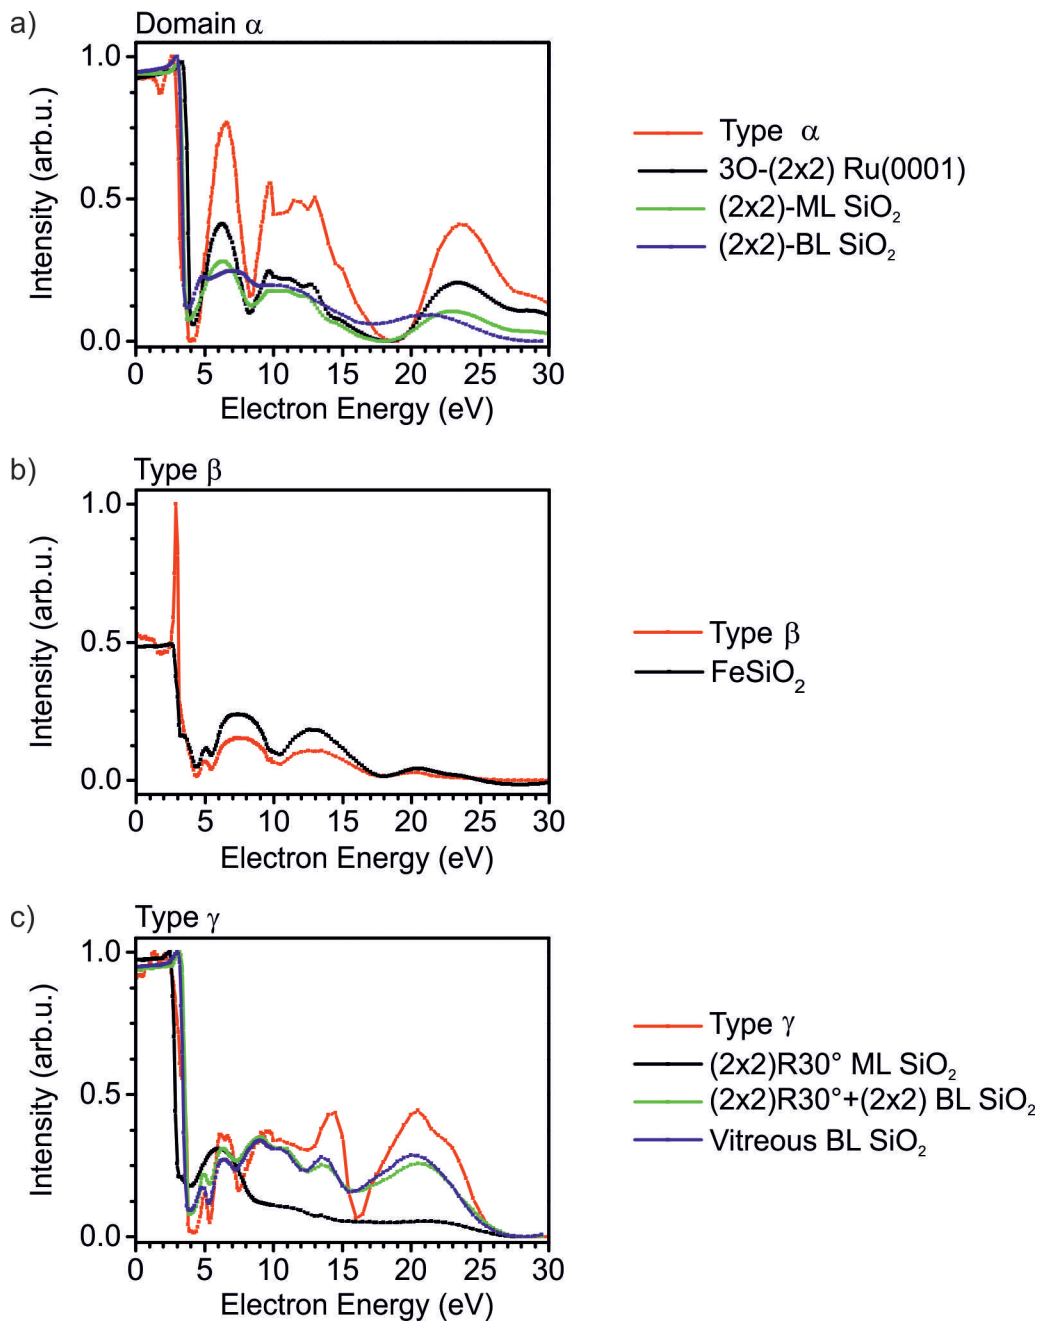 a)
Domain α
1.0
0.5
0.0
Intensity (arb.u.)
0 5 10 15 20 25 30
Electron Energy (eV)
Type α
3O-(2x2) Ru(0001)
(2x2)-ML SiO₂
(2x2)-BL SiO₂
b)
Type β
1.0
0.5
0.0
Intensity (arb.u.)
0 5 10 15 20 25 30
Electron Energy (eV)
Type β
FeSiO₂
c)
Type γ
1.0
0.5
0.0
Intensity (arb.u.)
0 5 10 15 20 25 30
Electron Energy (eV)
Type γ
(2x2)R30° ML SiO₂
(2x2)R30°+(2x2) BL SiO₂
Vitreous BL SiO₂